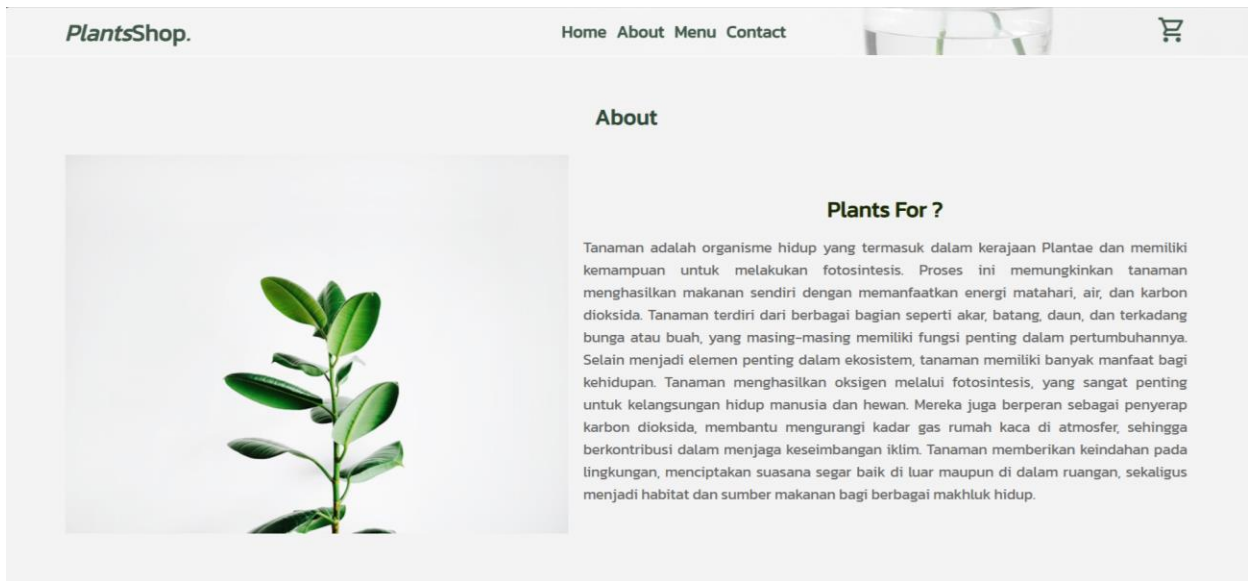 PlantsShop.
Home About Menu Contact
About
Plants For ?
Tanaman adalah organisme hidup yang termasuk dalam kerajaan Plantae dan memiliki
kemampuan untuk melakukan fotosintesis. Proses ini memungkinkan tanaman
menghasilkan makanan sendiri dengan memanfaatkan energi matahari, air, dan karbon
dioksida. Tanaman terdiri dari berbagai bagian seperti akar, batang, daun, dan terkadang
bunga atau buah, yang masing-masing memiliki fungsi penting dalam pertumbuhannya.
Selain menjadi elemen penting dalam ekosistem, tanaman memiliki banyak manfaat bagi
kehidupan. Tanaman menghasilkan oksigen melalui fotosintesis, yang sangat penting
untuk kelangsungan hidup manusia dan hewan. Mereka juga berperan sebagai penyerap
karbon dioksida, membantu mengurangi kadar gas rumah kaca di atmosfer, sehingga
berkontribusi dalam menjaga keseimbangan iklim. Tanaman memberikan keindahan pada
lingkungan, menciptakan suasana segar baik di luar maupun di dalam ruangan, sekaligus
menjadi habitat dan sumber makanan bagi berbagai makhluk hidup.